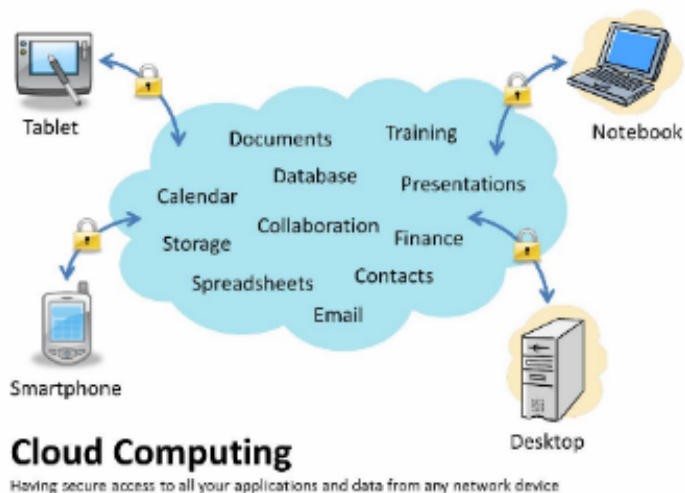 Tablet
Notebook
Documents
Training
Database
Calendar
Presentations
Collaboration
Storage
Finance
Spreadsheets
Contacts
Email
Smartphone
Desktop
Cloud Computing
Having secure access to all your applications and data from any network device